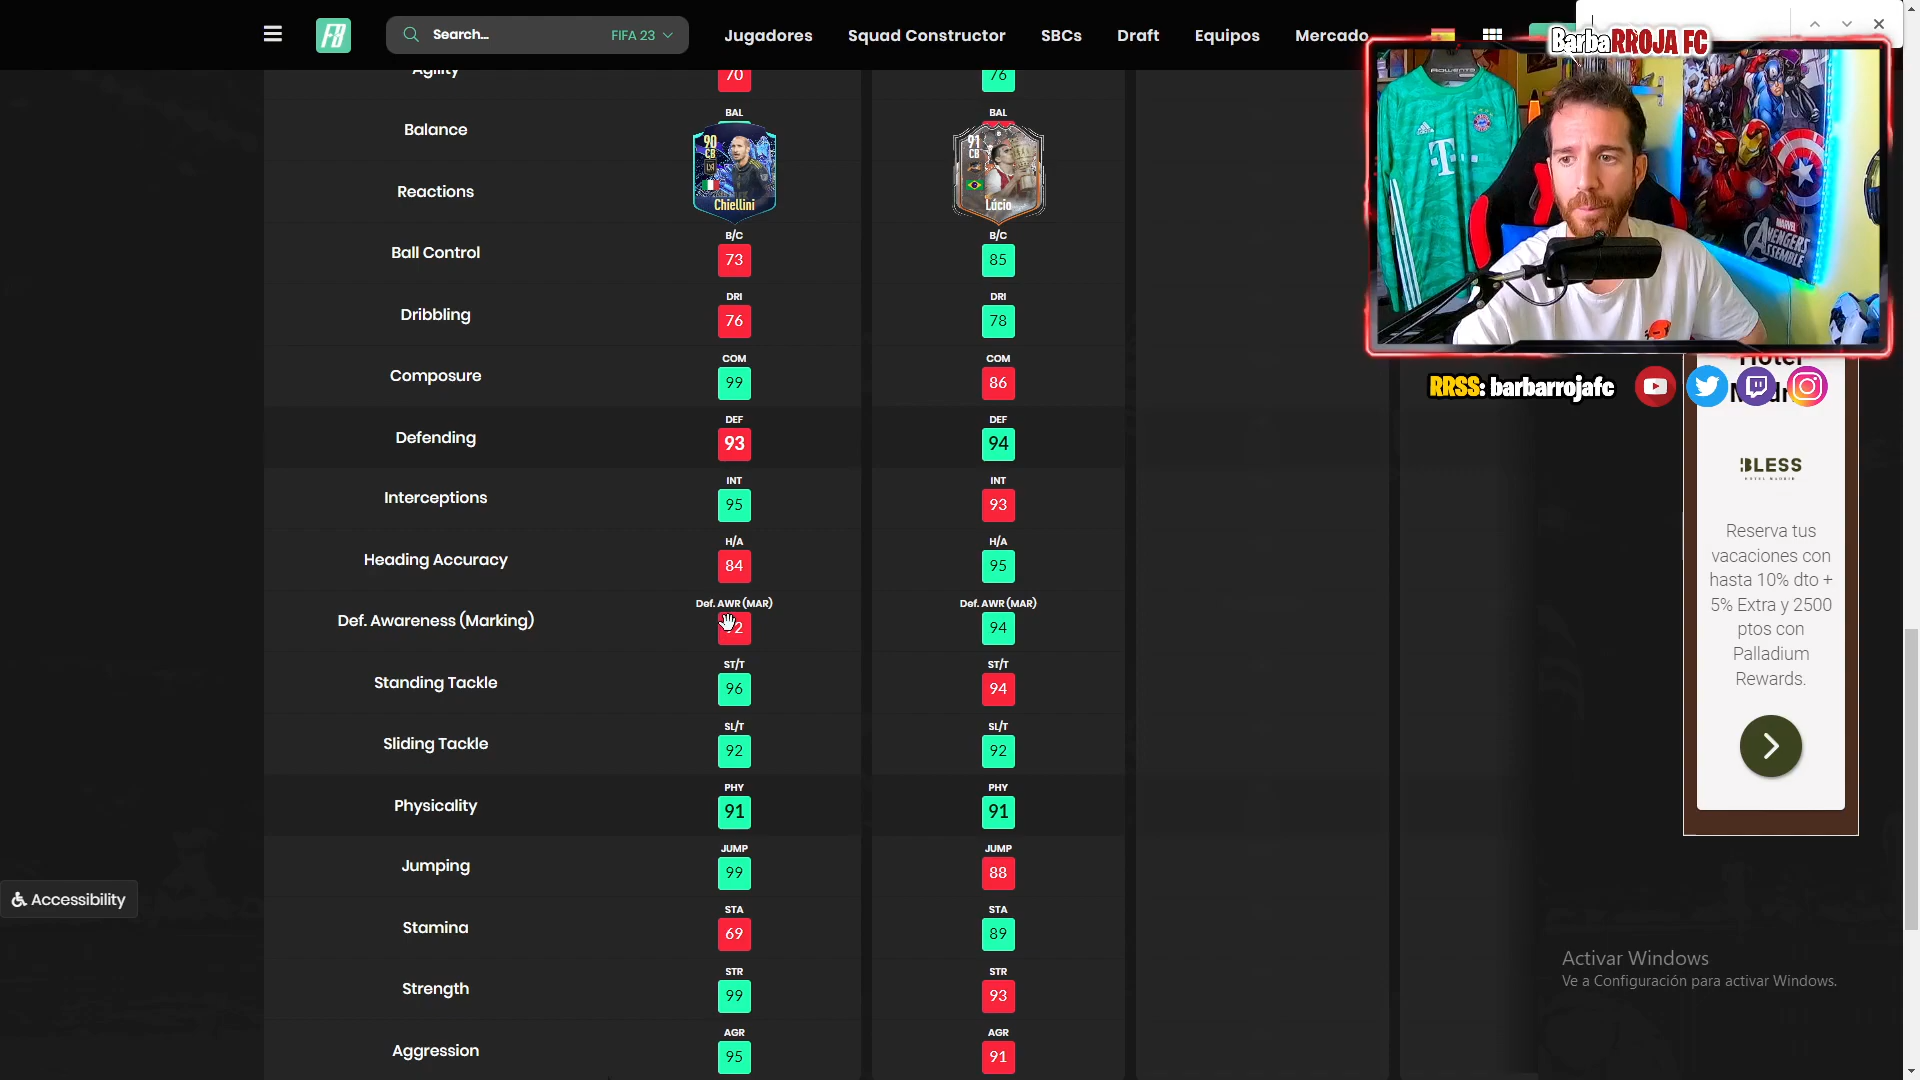 Search...
FIFA 23
Jugadores
Squad Constructor
SBCs
Draft
Equipos
Mercado
BarbaRROJA FC
Agility
70
76
BAL
BAL
Balance
90
CB
Chiellini
91
CB
Lúcio
Reactions
B/C
B/C
Ball Control
73
85
DRI
DRI
Dribbling
76
78
COM
COM
Composure
99
86
DEF
DEF
Defending
93
94
INT
INT
Interceptions
95
93
H/A
H/A
Heading Accuracy
84
95
Def. AWR (MAR)
Def. AWR (MAR)
Def. Awareness (Marking)
94
ST/T
ST/T
Standing Tackle
96
94
SL/T
SL/T
Sliding Tackle
92
92
PHY
PHY
Physicality
91
91
JUMP
JUMP
Jumping
99
88
STA
STA
Stamina
69
89
STR
STR
Strength
99
93
AGR
AGR
Aggression
95
91
Accessibility
MARVEL
AVENGERS
ASSEMBLE
RRSS: barbarrojafc
Hotel
BLESS
HOTEL MADRID
Reserva tus
vacaciones con
hasta 10% dto +
5% Extra y 2500
ptos con
Palladium
Rewards.
Activar Windows
Ve a Configuración para activar Windows.